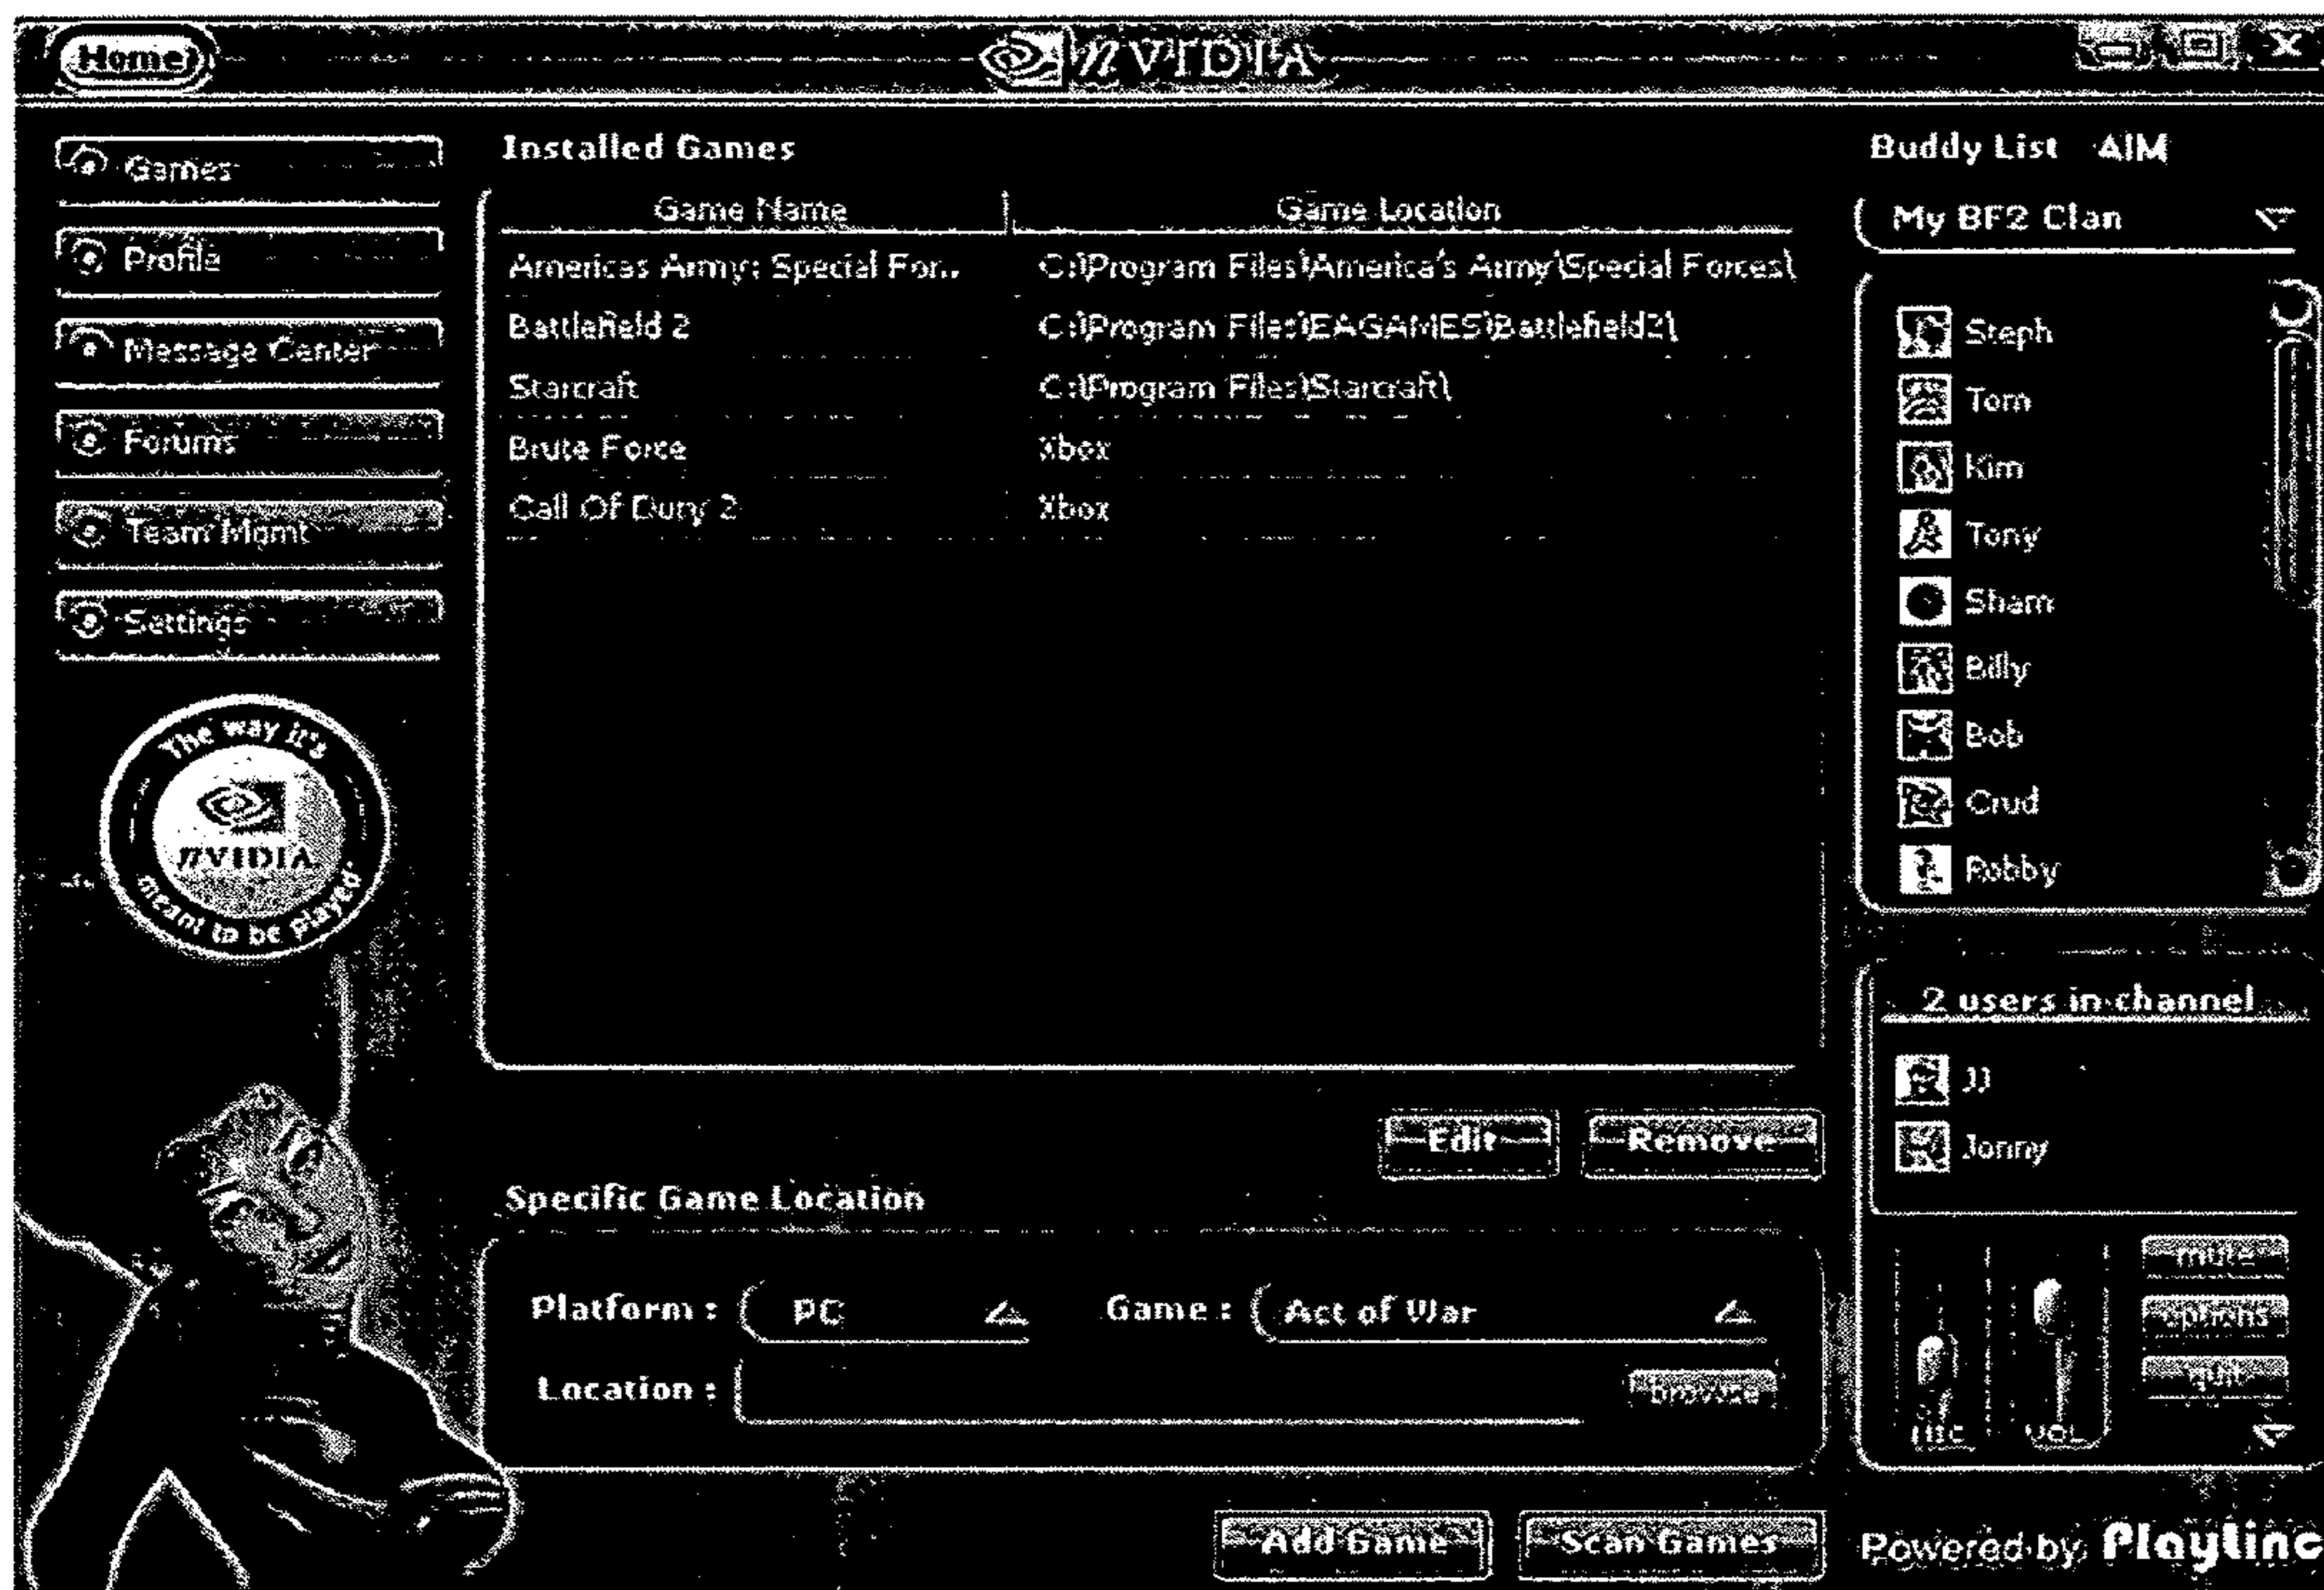 Home
nVIDIA
Games
Profile
Message Center
Forums
Team Mgmt
Settings
The way it's
nVIDIA
meant to be played
Installed Games
Game Name Game Location
Americas Army: Special For.. C:\Program Files\America's Army\Special Forces\
Battlefield 2 C:\Program Files\EAGAMES\Battlefield2\
Starcraft C:\Program Files\Starcraft\
Brute Force Xbox
Call Of Duty 2 Xbox
Edit Remove
Specific Game Location
Platform : PC Game : Act of War
Location : browse
Add Game Scan Games
Buddy List AIM
My BF2 Clan
Steph
Tom
Kim
Tony
Sham
Billy
Bob
Crud
Robby
2 users in channel
JJ
Jonny
mute
options
quit
mic vol
Powered by Playlinc